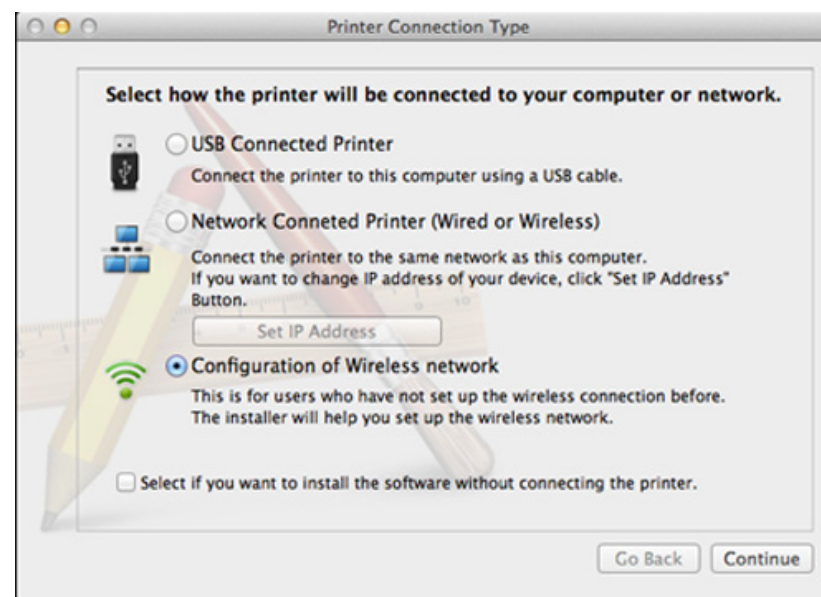 Printer Connection Type
Select how the printer will be connected to your computer or network.
USB Connected Printer
Connect the printer to this computer using a USB cable.
Network Conneted Printer (Wired or Wireless)
Connect the printer to the same network as this computer.
If you want to change IP address of your device, click "Set IP Address"
Button.
Set IP Address
Configuration of Wireless network
This is for users who have not set up the wireless connection before.
The installer will help you set up the wireless network.
Select if you want to install the software without connecting the printer.
Go Back Continue